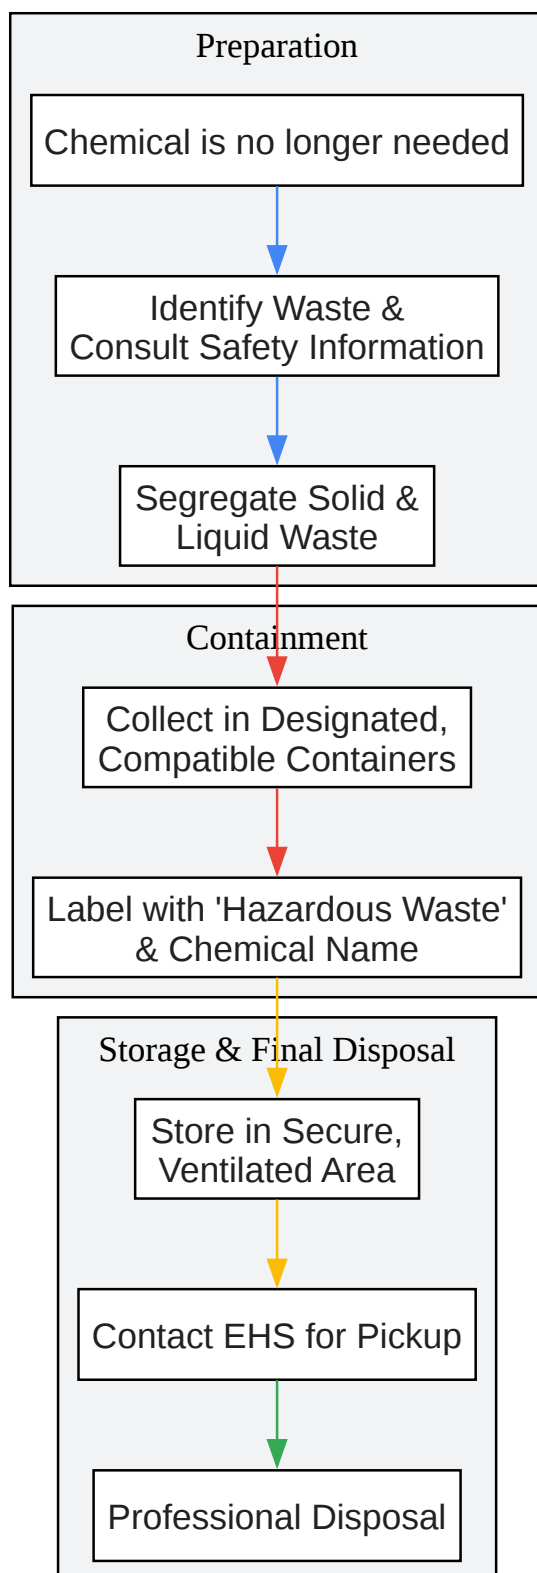 Preparation
Chemical is no longer needed
Identify Waste &
Consult Safety Information
Segregate Solid &
Liquid Waste
Containment
Collect in Designated,
Compatible Containers
Label with 'Hazardous Waste'
& Chemical Name
Storage & Final Disposal
Store in Secure,
Ventilated Area
Contact EHS for Pickup
Professional Disposal